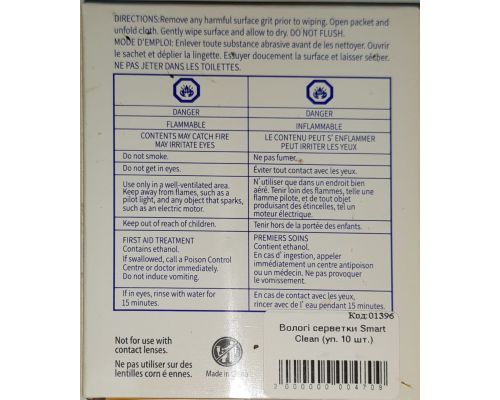 DIRECTIONS: Remove any harmful surface grit prior to wiping. Open packet and
unfold cloth. Gently wipe surface and allow to dry. DO NOT FLUSH.
MODE D'EMPLOI: Enlever toute substance abrasive avant de les nettoyer. Ouvrir
le sachet et déplier la lingette. Essuyer doucement la surface et laisser sécher.
NE PAS JETER DANS LES TOILETTES.
DANGER
FLAMMABLE
CONTENTS MAY CATCH FIRE
MAY IRRITATE EYES
Do not smoke.
Do not get in eyes.
Use only in a well-ventilated area.
Keep away from flames, such as a
pilot light, and any object that sparks,
such as an electric motor.
Keep out of reach of children.
FIRST AID TREATMENT
Contains ethanol.
If swallowed, call a Poison Control
Centre or doctor immediately.
Do not induce vomiting.
If in eyes, rinse with water for
15 minutes.
DANGER
INFLAMMABLE
LE CONTENU PEUT S' ENFLAMMER
PEUT IRRITER LES YEUX
Ne pas fumer.
Éviter tout contact avec les yeux.
N' utiliser que dans un endroit bien
aéré. Tenir loin des flammes, telle une
flamme pilote, et de tout objet
produisant des étincelles, tel un
moteur électrique.
Tenir hors de la portée des enfants.
PREMIERS SOINS
Contient de éthanol.
En cas d' ingestion, appeler
immédiatement un centre antipoison
ou un médecin. Ne pas provoquer
le vomissement.
En cas de contact avec les yeux,
rincer avec de l' eau pendant 15 minutes.
Not for use with
contact lenses.
Ne pas utiliser sur des
lentilles corn é ennes.
Made in China
Код:01396
Вологі серветки Smart
Clean (уп. 10 шт.)
2 000000 004709